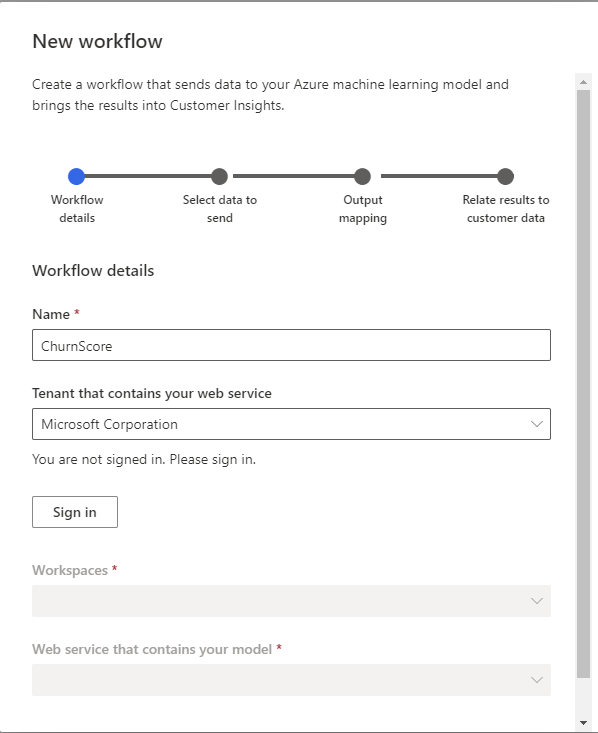 New workflow
Create a workflow that sends data to your Azure machine learning model and
brings the results into Customer Insights.
Workflow
details
Select data to
send
Output
mapping
Relate results to
customer data
Workflow details
Name *
ChurnScore
Tenant that contains your web service
Microsoft Corporation
You are not signed in. Please sign in.
Sign in
Workspaces *
Web service that contains your model *